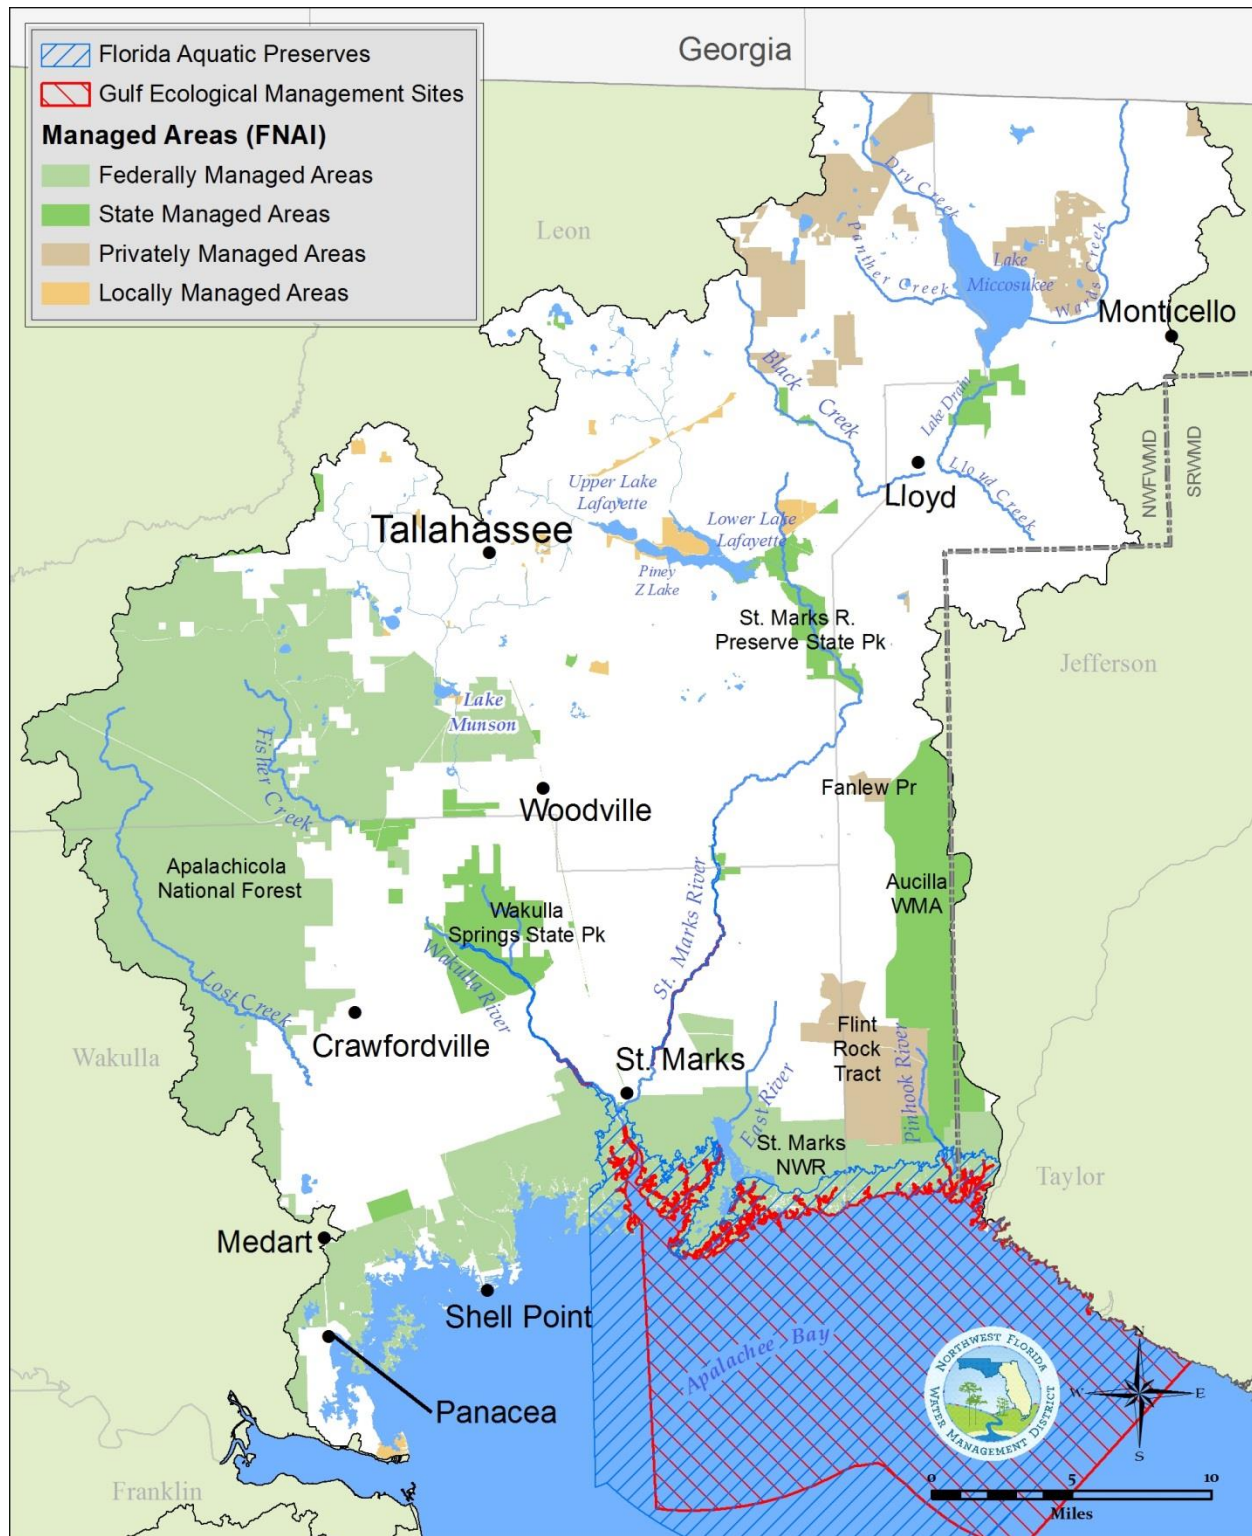 Georgia
Florida Aquatic Preserves
Gulf Ecological Management Sites
Managed Areas (FNAI)
Federally Managed Areas
State Managed Areas
Privately Managed Areas
Locally Managed Areas
Leon
Dry Creek
Panther Creek
Lake
Miccosukee
Wards Creek
Monticello
Black
Creek
Lake Drain
NWFWMD
SRWMD
Lloyd
Lloyd Creek
Upper Lake
Lafayette
Lower Lake
Lafayette
Tallahassee
Piney
Z Lake
St. Marks R.
Preserve State Pk
Jefferson
Lake
Munson
Fisher Creek
Woodville
Fanlew Pr
Apalachicola
National Forest
Aucilla
WMA
Wakulla
Springs State Pk
St. Marks River
Wakulla River
Lost Creek
Crawfordville
Flint
Rock
Tract
Pinhook River
Wakulla
St. Marks
East River
St. Marks
NWR
Taylor
Medart
Shell Point
Apalachee Bay
Panacea
Franklin
NORTHWEST FLORIDA
WATER MANAGEMENT DISTRICT
N
W
E
S
0
5
10
Miles